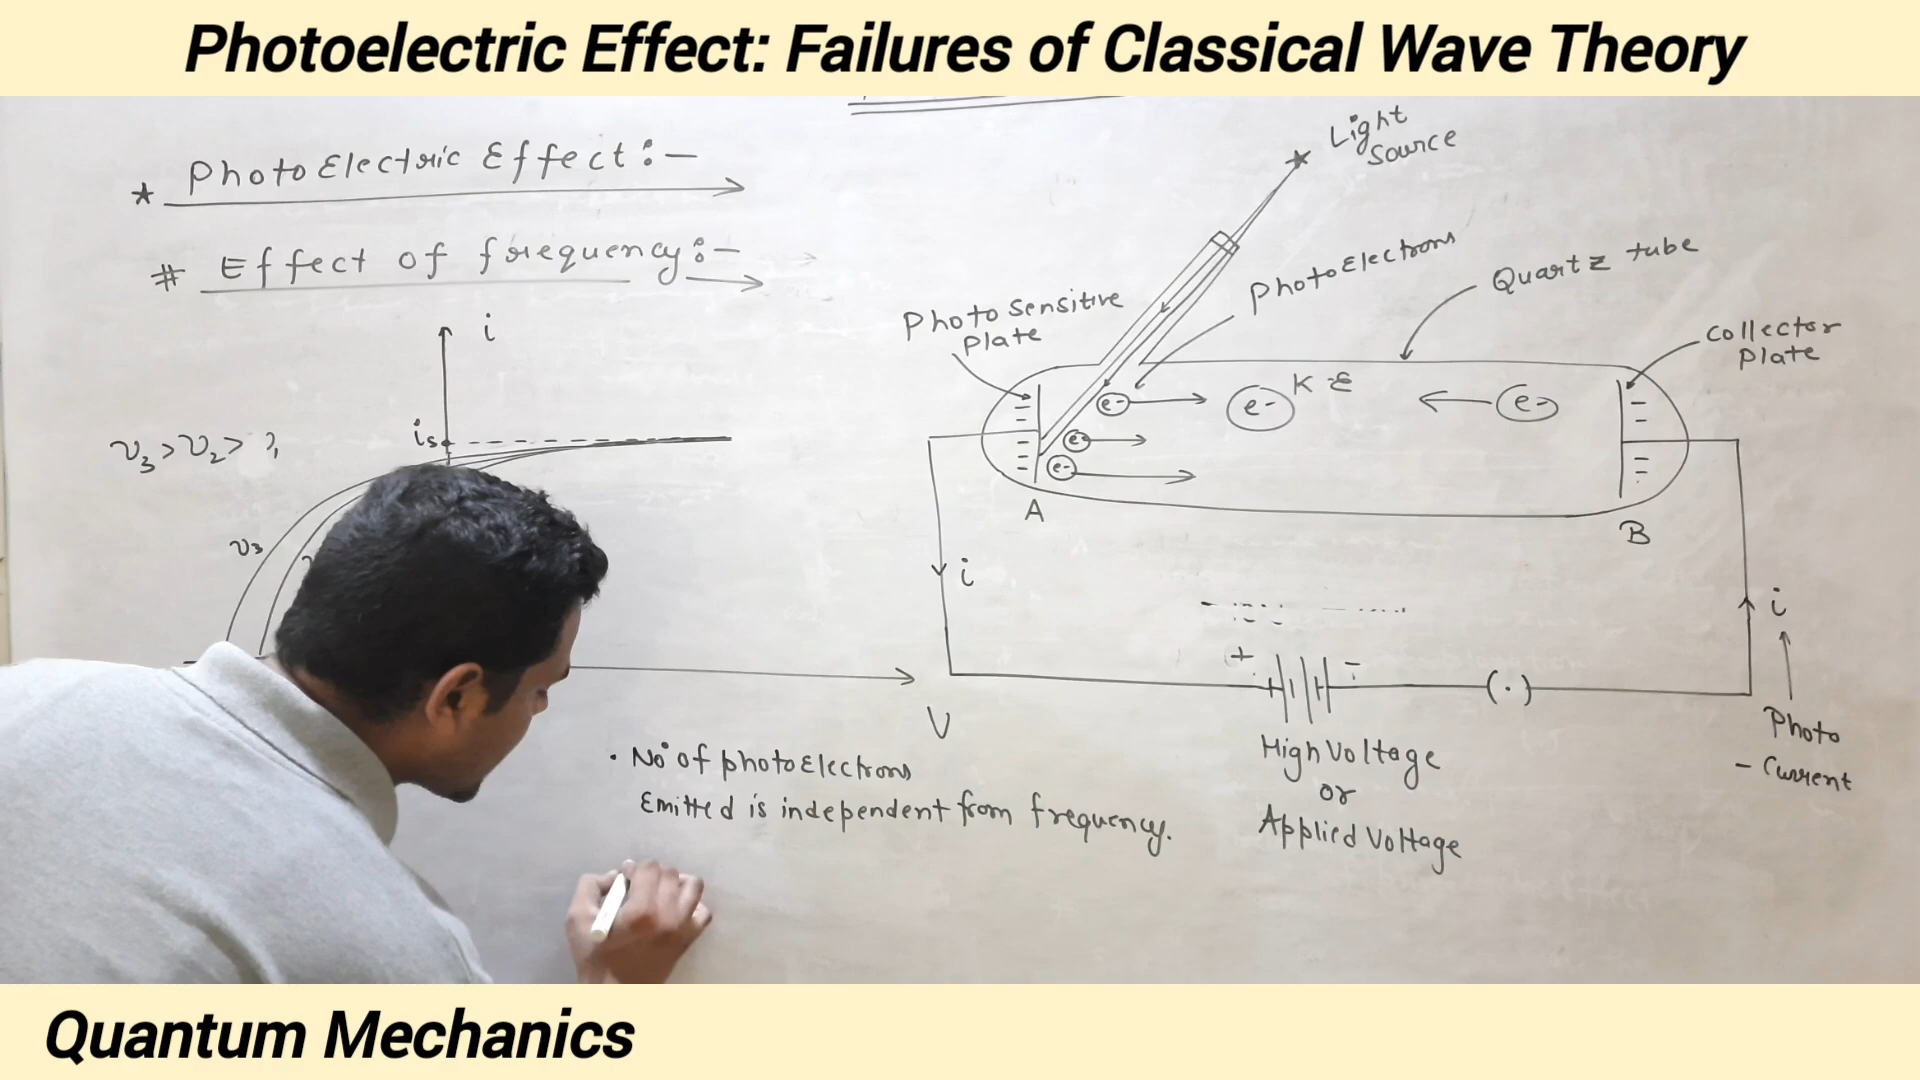 Photoelectric Effect: Failures of Classical Wave Theory
★ PhotoElectric Effect:-
# Effect of frequency:-
i
is
ν3 > ν2 >
ν3
V
• No of photoElectrons
Emitted is independent from frequency.
Light
Source
PhotoElectrons
Quartz tube
Photo Sensitive
Plate
Collector
Plate
K·E
e-
e-
e-
e-
e-
A
B
i
i
+
-
High Voltage
or
Applied Voltage
Photo
- Current
Quantum Mechanics